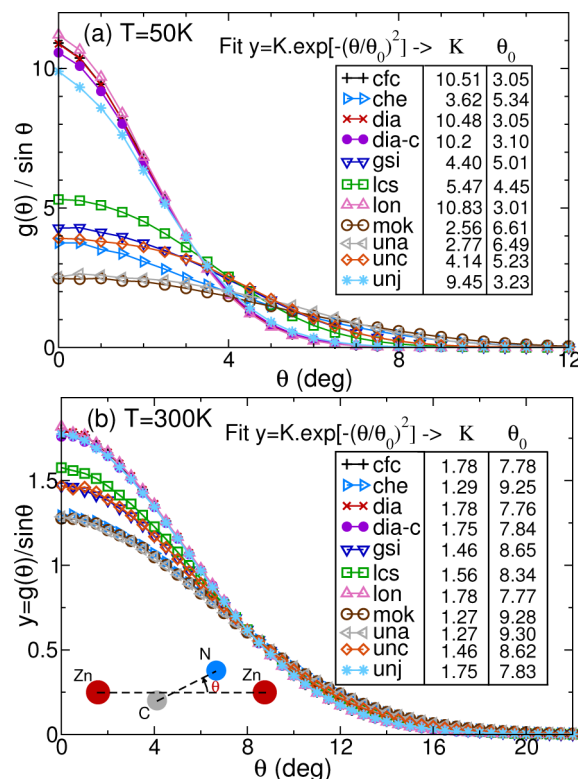 (a) T=50K
Fit y=K.exp[-(θ/θ₀)²] -> K θ₀
cfc 10.51 3.05
che 3.62 5.34
dia 10.48 3.05
dia-c 10.2 3.10
gsi 4.40 5.01
lcs 5.47 4.45
lon 10.83 3.01
mok 2.56 6.61
una 2.77 6.49
unc 4.14 5.23
unj 9.45 3.23
g(θ) / sin θ
10
5
0
0 4 8 12
θ (deg)
(b) T=300K
Fit y=K.exp[-(θ/θ₀)²] -> K θ₀
cfc 1.78 7.78
che 1.29 9.25
dia 1.78 7.76
dia-c 1.75 7.84
gsi 1.46 8.65
lcs 1.56 8.34
lon 1.78 7.77
mok 1.27 9.28
una 1.27 9.30
unc 1.46 8.62
unj 1.75 7.83
y=g(θ)/sinθ
1.5
1
0.5
0
Zn C N θ Zn
0 4 8 12 16 20
θ (deg)